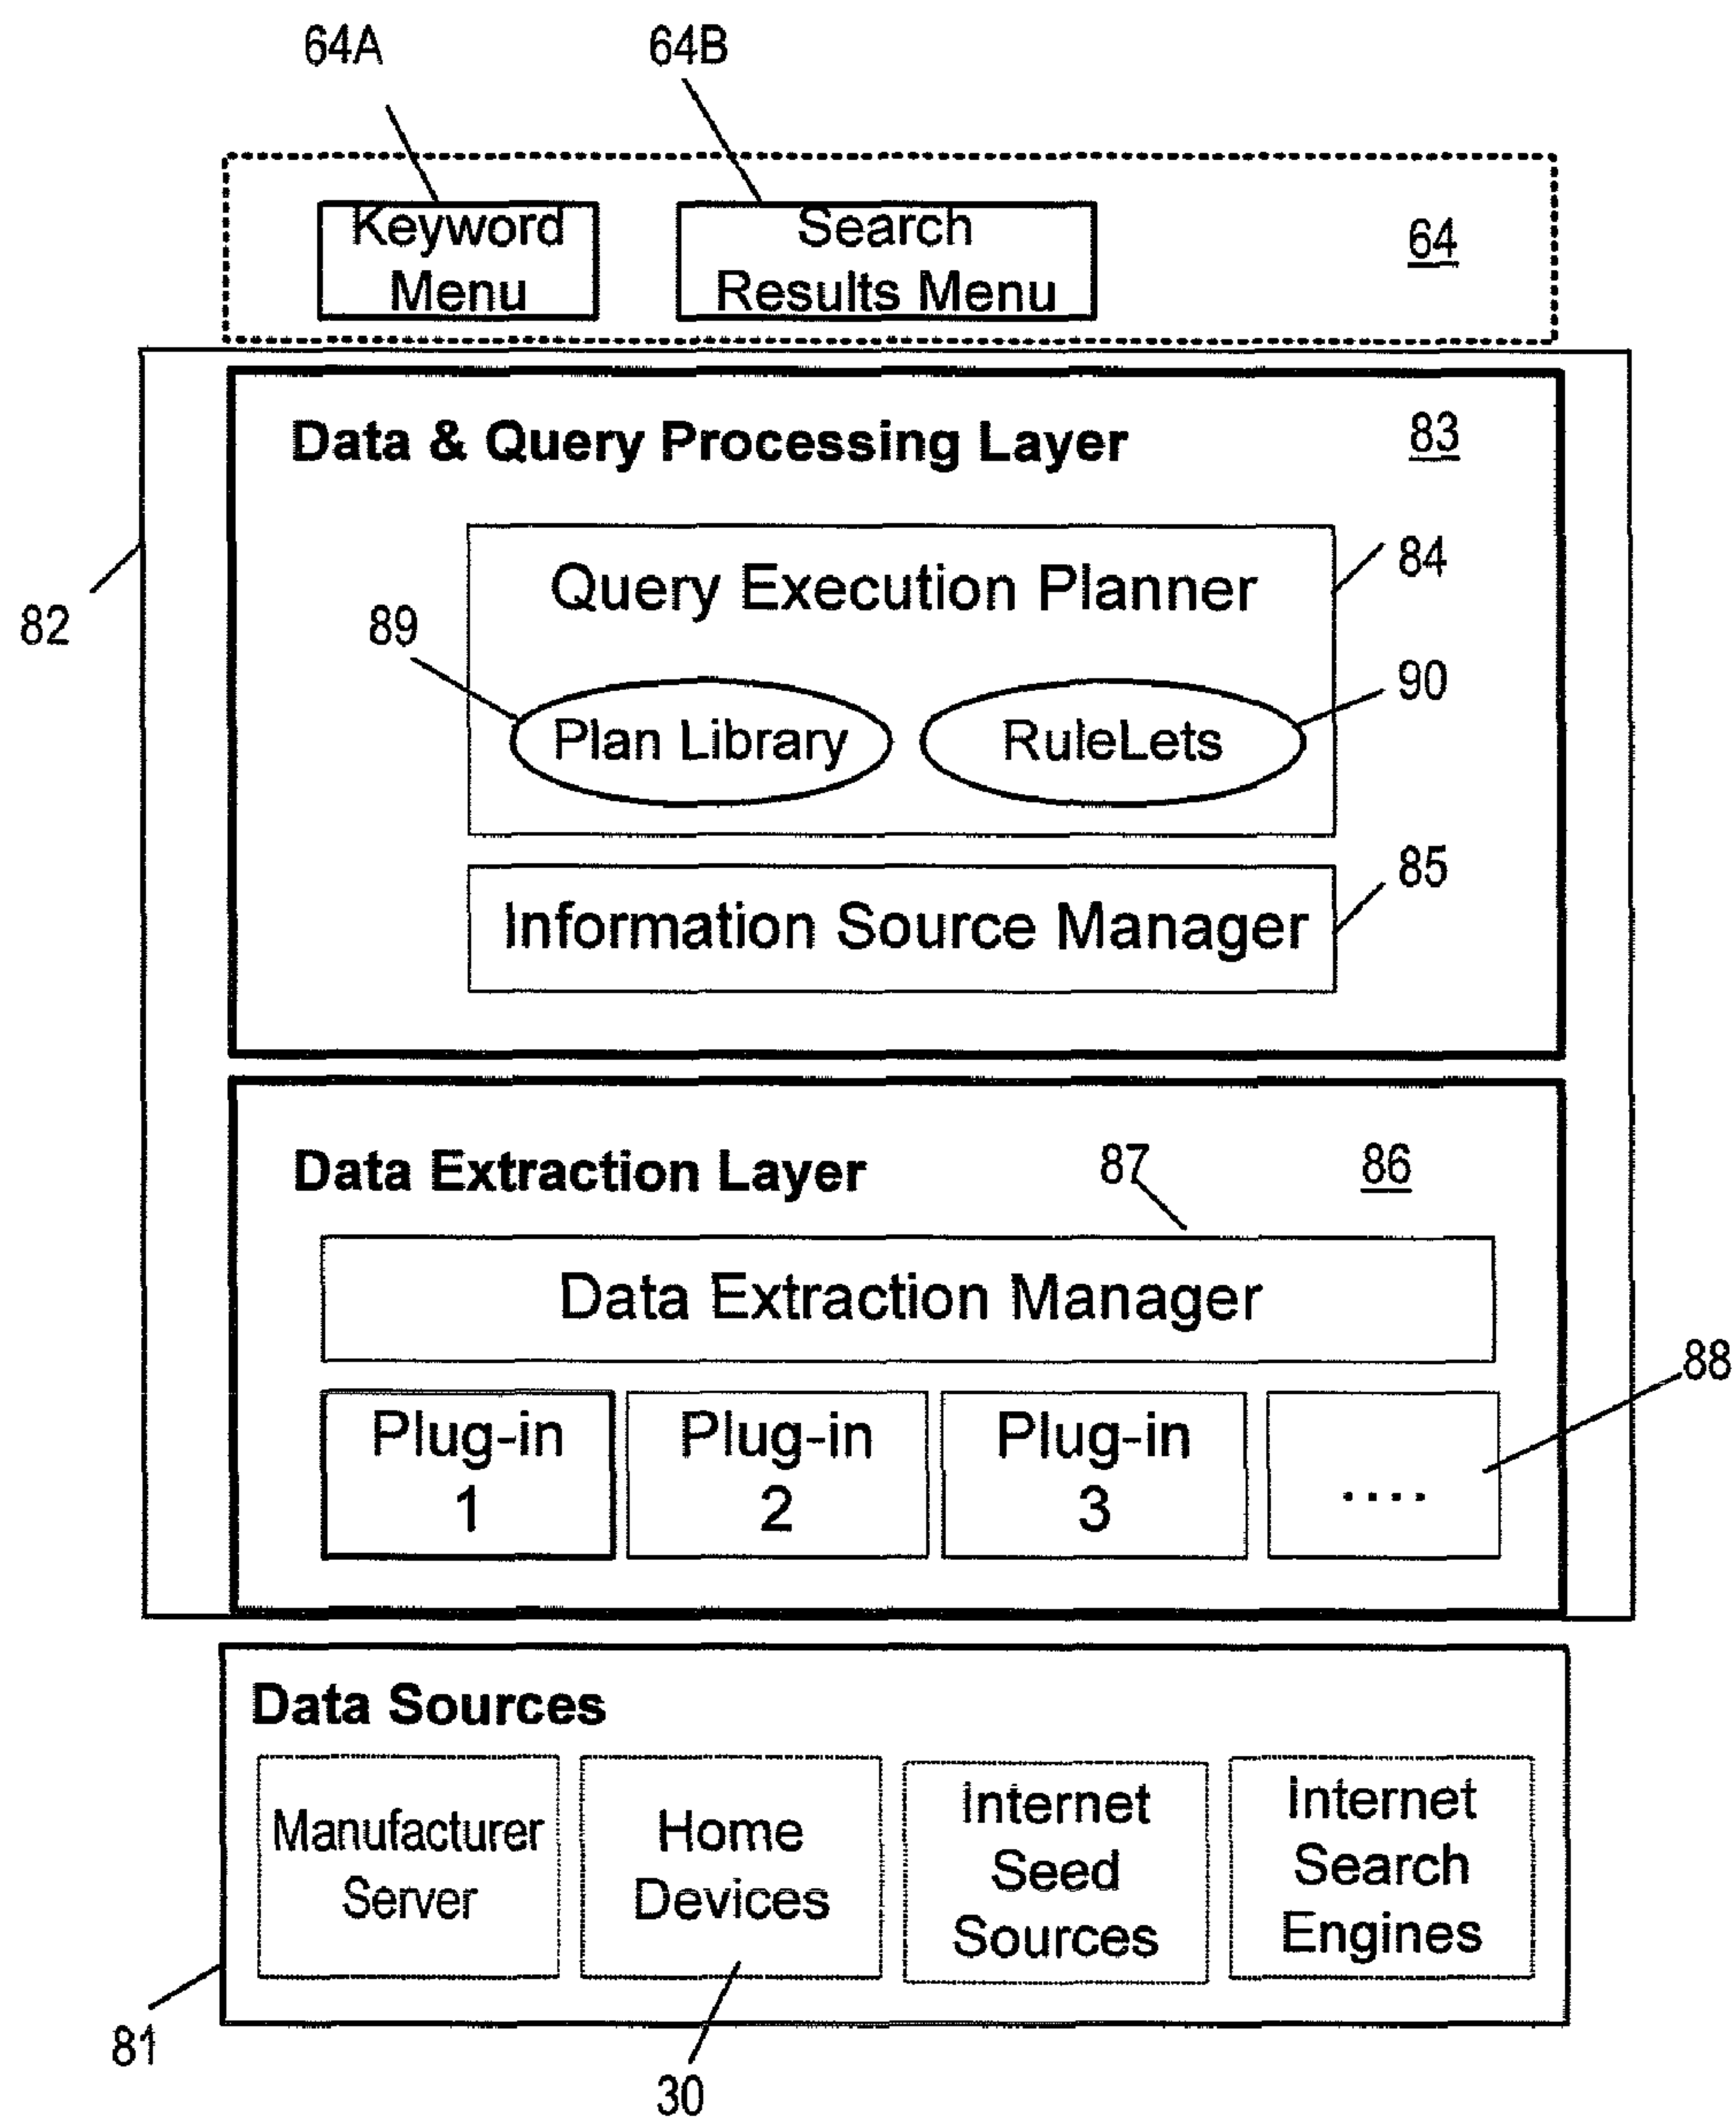 64A
64B
Keyword
Menu
Search
Results Menu
64
Data & Query Processing Layer
83
82
Query Execution Planner
84
89
90
Plan Library
RuleLets
85
Information Source Manager
Data Extraction Layer
87
86
Data Extraction Manager
88
Plug-in
1
Plug-in
2
Plug-in
3
....
Data Sources
Manufacturer
Server
Home
Devices
Internet
Seed
Sources
Internet
Search
Engines
81
30